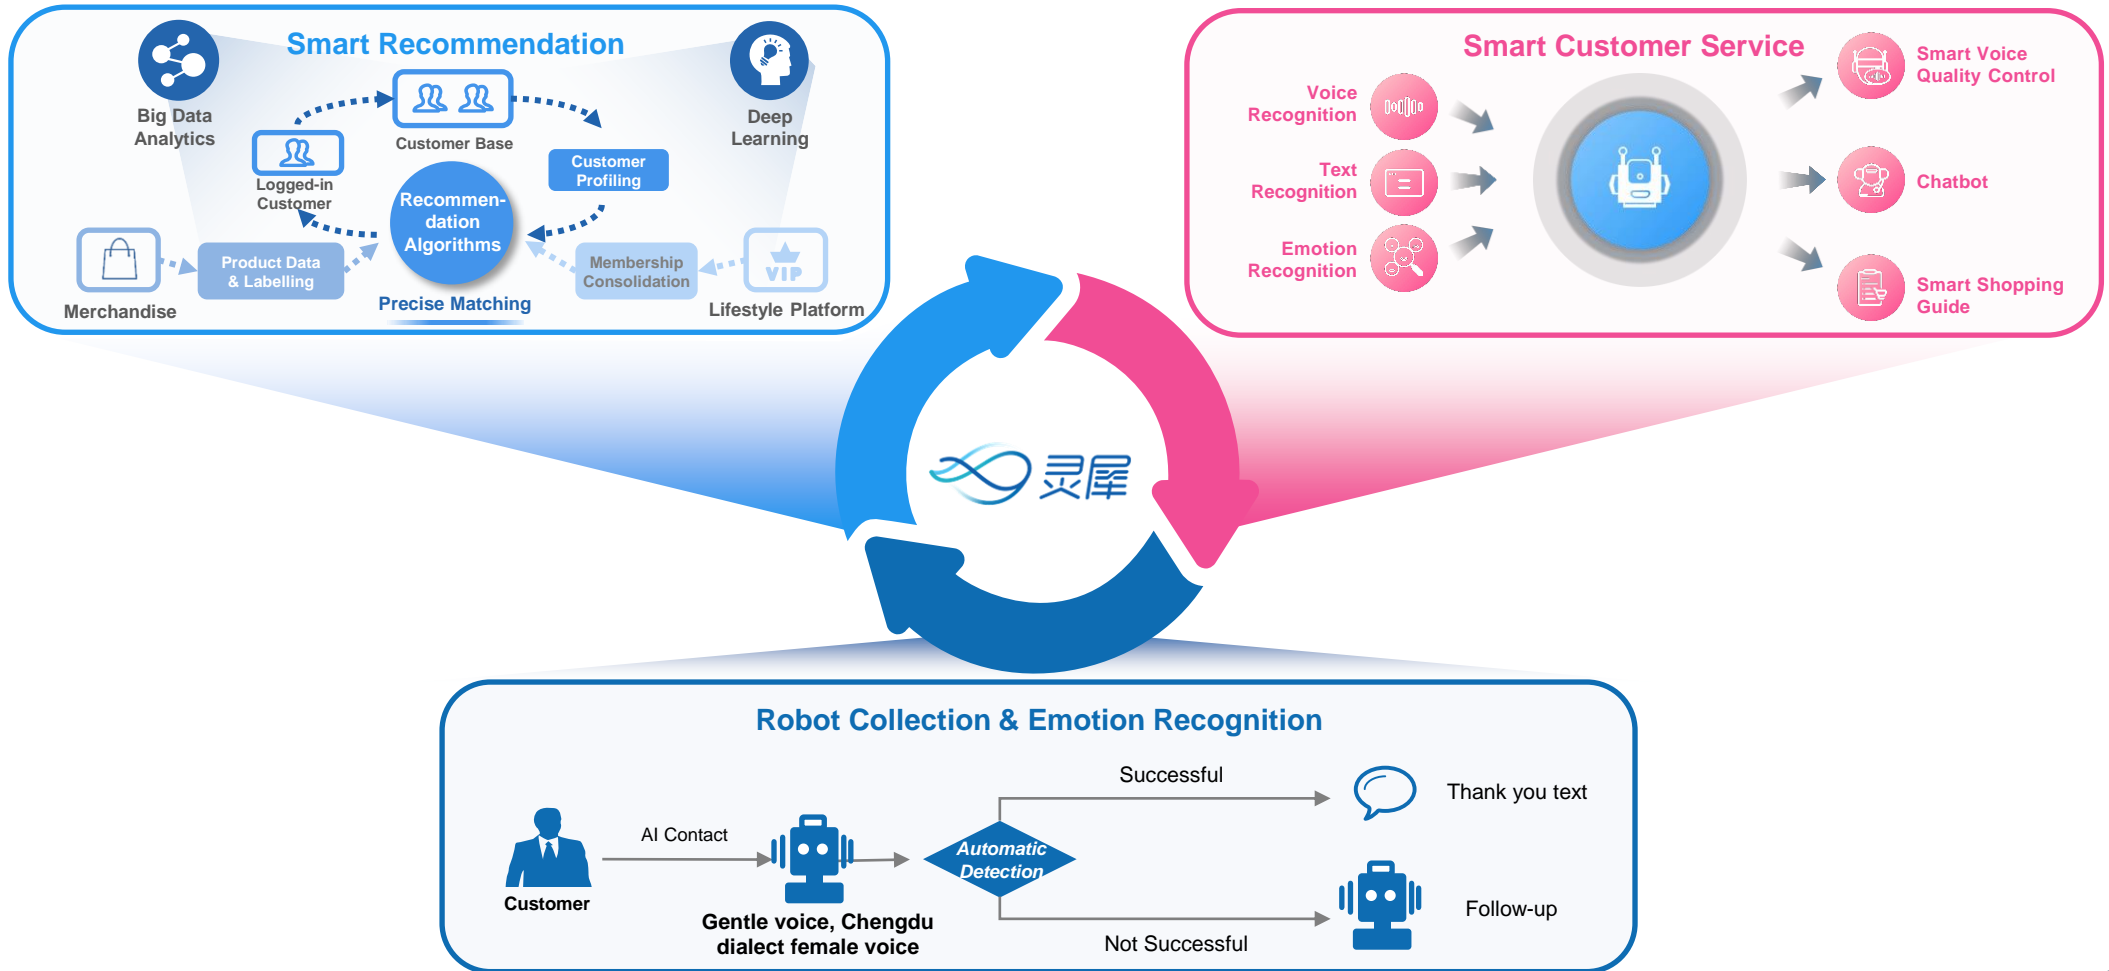 Smart Recommendation
Big Data
Analytics
Deep
Learning
Customer Base
Logged-in
Customer
Customer
Profiling
Recommen-
dation
Algorithms
Product Data
& Labelling
Membership
Consolidation
VIP
Merchandise
Precise Matching
Lifestyle Platform
Smart Customer Service
Voice
Recognition
Text
Recognition
Emotion
Recognition
Smart Voice
Quality Control
Chatbot
Smart Shopping
Guide
灵犀
Robot Collection & Emotion Recognition
Customer
AI Contact
Gentle voice, Chengdu
dialect female voice
Automatic
Detection
Successful
Thank you text
Not Successful
Follow-up